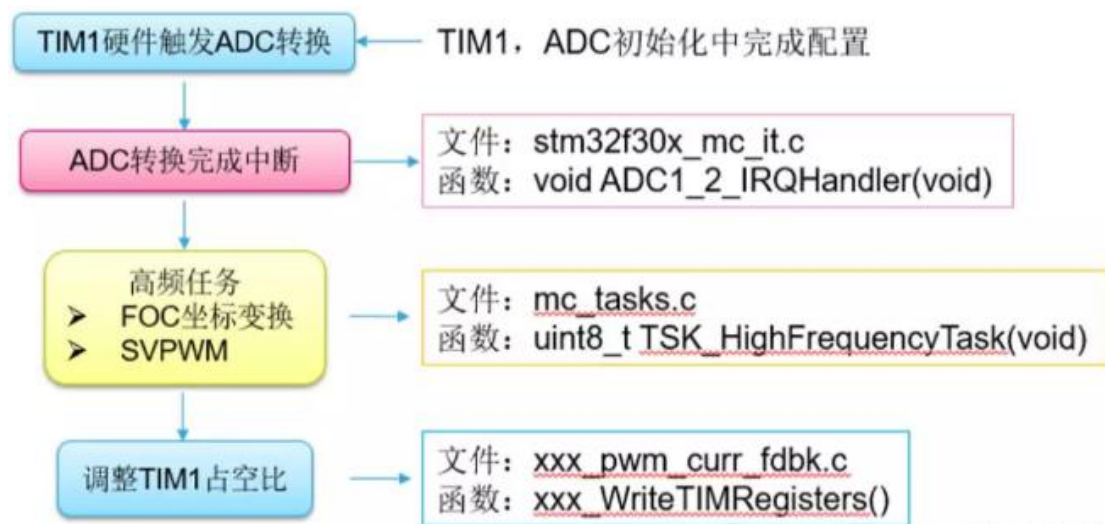 TIM1硬件触发ADC转换
TIM1，ADC初始化中完成配置
ADC转换完成中断
文件：stm32f30x_mc_it.c
函数：void ADC1_2_IRQHandler(void)
高频任务
➢ FOC坐标变换
➢ SVPWM
文件：mc_tasks.c
函数：uint8_t TSK_HighFrequencyTask(void)
调整TIM1占空比
文件：xxx_pwm_curr_fdbk.c
函数：xxx_WriteTIMRegisters()